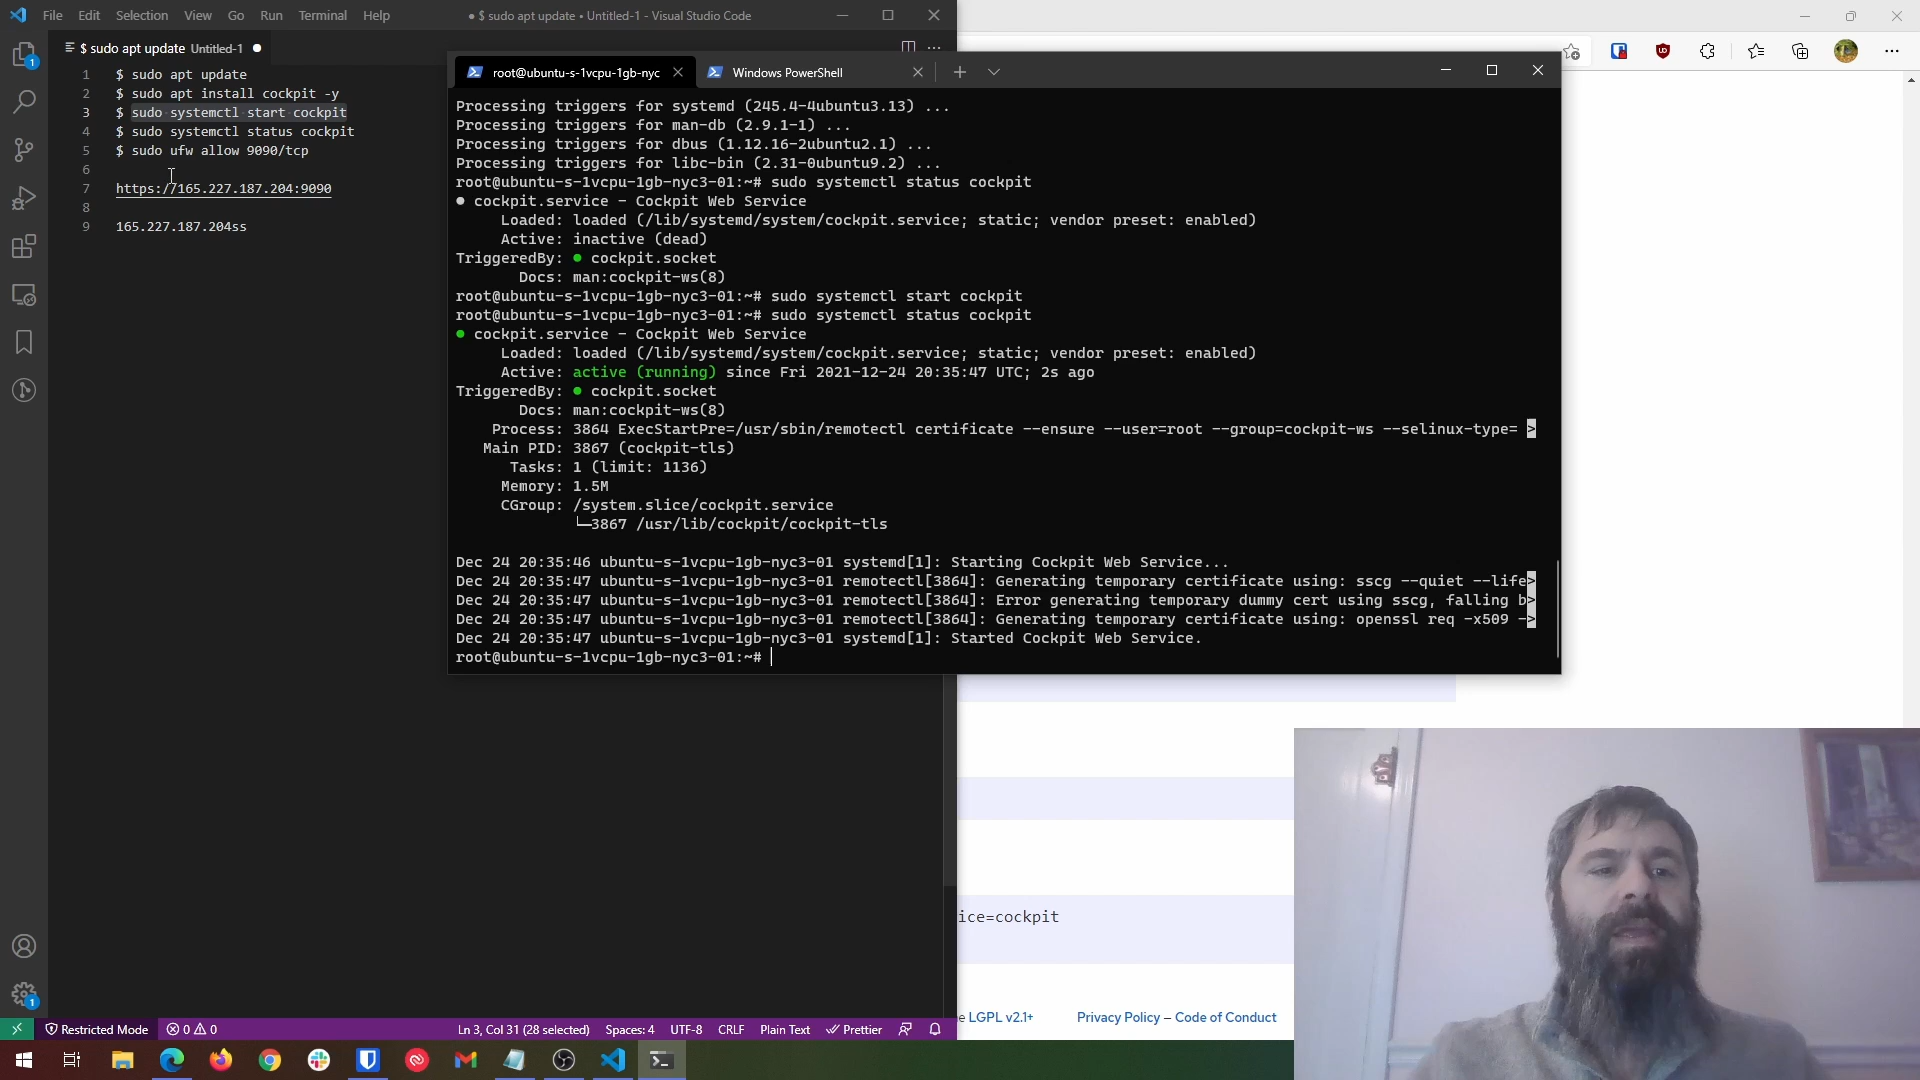 File Edit Selection View Go Run Terminal Help
● $ sudo apt update • Untitled-1 - Visual Studio Code
$ sudo apt update Untitled-1
1 $ sudo apt update
2 $ sudo apt install cockpit -y
3 $ sudo systemctl start cockpit
4 $ sudo systemctl status cockpit
5 $ sudo ufw allow 9090/tcp
6
7 https://165.227.187.204:9090
8
9 165.227.187.204ss
root@ubuntu-s-1vcpu-1gb-nyc
Windows PowerShell
Processing triggers for systemd (245.4-4ubuntu3.13) ...
Processing triggers for man-db (2.9.1-1) ...
Processing triggers for dbus (1.12.16-2ubuntu2.1) ...
Processing triggers for libc-bin (2.31-0ubuntu9.2) ...
root@ubuntu-s-1vcpu-1gb-nyc3-01:~# sudo systemctl status cockpit
● cockpit.service - Cockpit Web Service
Loaded: loaded (/lib/systemd/system/cockpit.service; static; vendor preset: enabled)
Active: inactive (dead)
TriggeredBy: ● cockpit.socket
Docs: man:cockpit-ws(8)
root@ubuntu-s-1vcpu-1gb-nyc3-01:~# sudo systemctl start cockpit
root@ubuntu-s-1vcpu-1gb-nyc3-01:~# sudo systemctl status cockpit
● cockpit.service - Cockpit Web Service
Loaded: loaded (/lib/systemd/system/cockpit.service; static; vendor preset: enabled)
Active: active (running) since Fri 2021-12-24 20:35:47 UTC; 2s ago
TriggeredBy: ● cockpit.socket
Docs: man:cockpit-ws(8)
Process: 3864 ExecStartPre=/usr/sbin/remotectl certificate --ensure --user=root --group=cockpit-ws --selinux-type= >
Main PID: 3867 (cockpit-tls)
Tasks: 1 (limit: 1136)
Memory: 1.5M
CGroup: /system.slice/cockpit.service
└─3867 /usr/lib/cockpit/cockpit-tls
Dec 24 20:35:46 ubuntu-s-1vcpu-1gb-nyc3-01 systemd[1]: Starting Cockpit Web Service...
Dec 24 20:35:47 ubuntu-s-1vcpu-1gb-nyc3-01 remotectl[3864]: Generating temporary certificate using: sscg --quiet --life>
Dec 24 20:35:47 ubuntu-s-1vcpu-1gb-nyc3-01 remotectl[3864]: Error generating temporary dummy cert using sscg, falling b>
Dec 24 20:35:47 ubuntu-s-1vcpu-1gb-nyc3-01 remotectl[3864]: Generating temporary certificate using: openssl req -x509 ->
Dec 24 20:35:47 ubuntu-s-1vcpu-1gb-nyc3-01 systemd[1]: Started Cockpit Web Service.
root@ubuntu-s-1vcpu-1gb-nyc3-01:~#
ice=cockpit
e LGPL v2.1+ Privacy Policy – Code of Conduct
Restricted Mode 0 0 Ln 3, Col 31 (28 selected) Spaces: 4 UTF-8 CRLF Plain Text Prettier